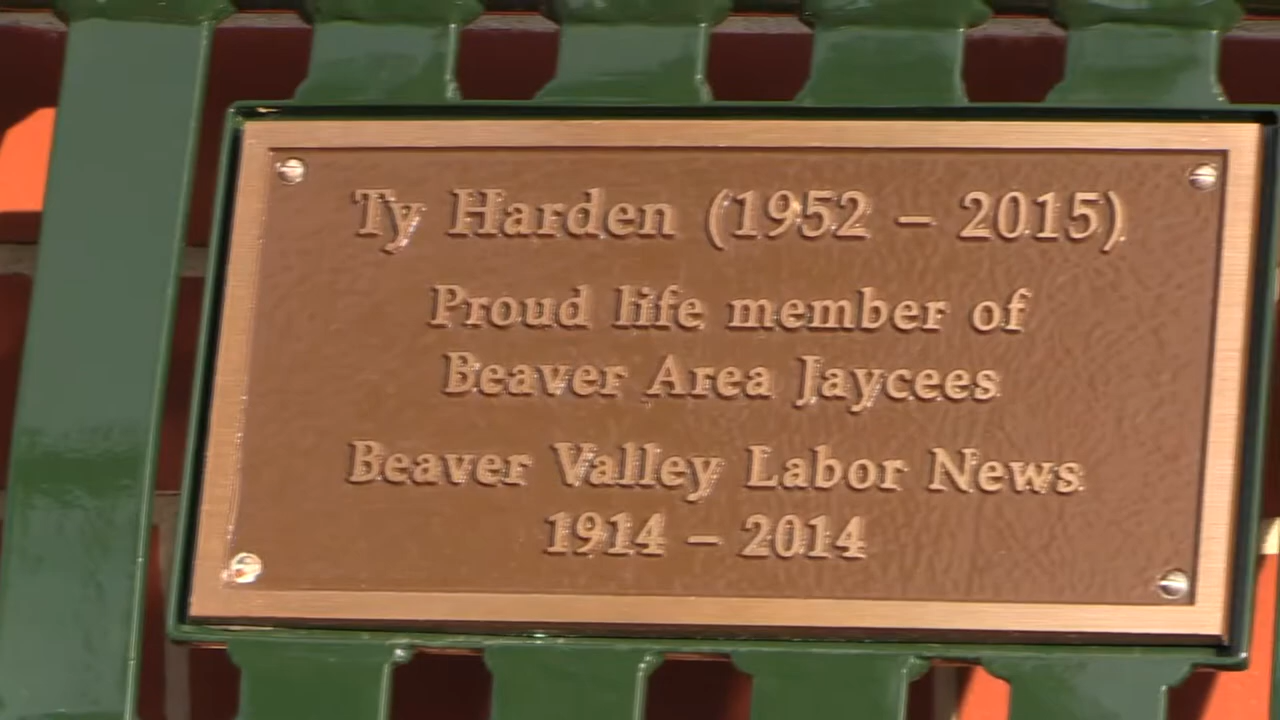 Ty Harden (1952 – 2015)
Proud life member of
Beaver Area Jaycees
Beaver Valley Labor News
1914 – 2014